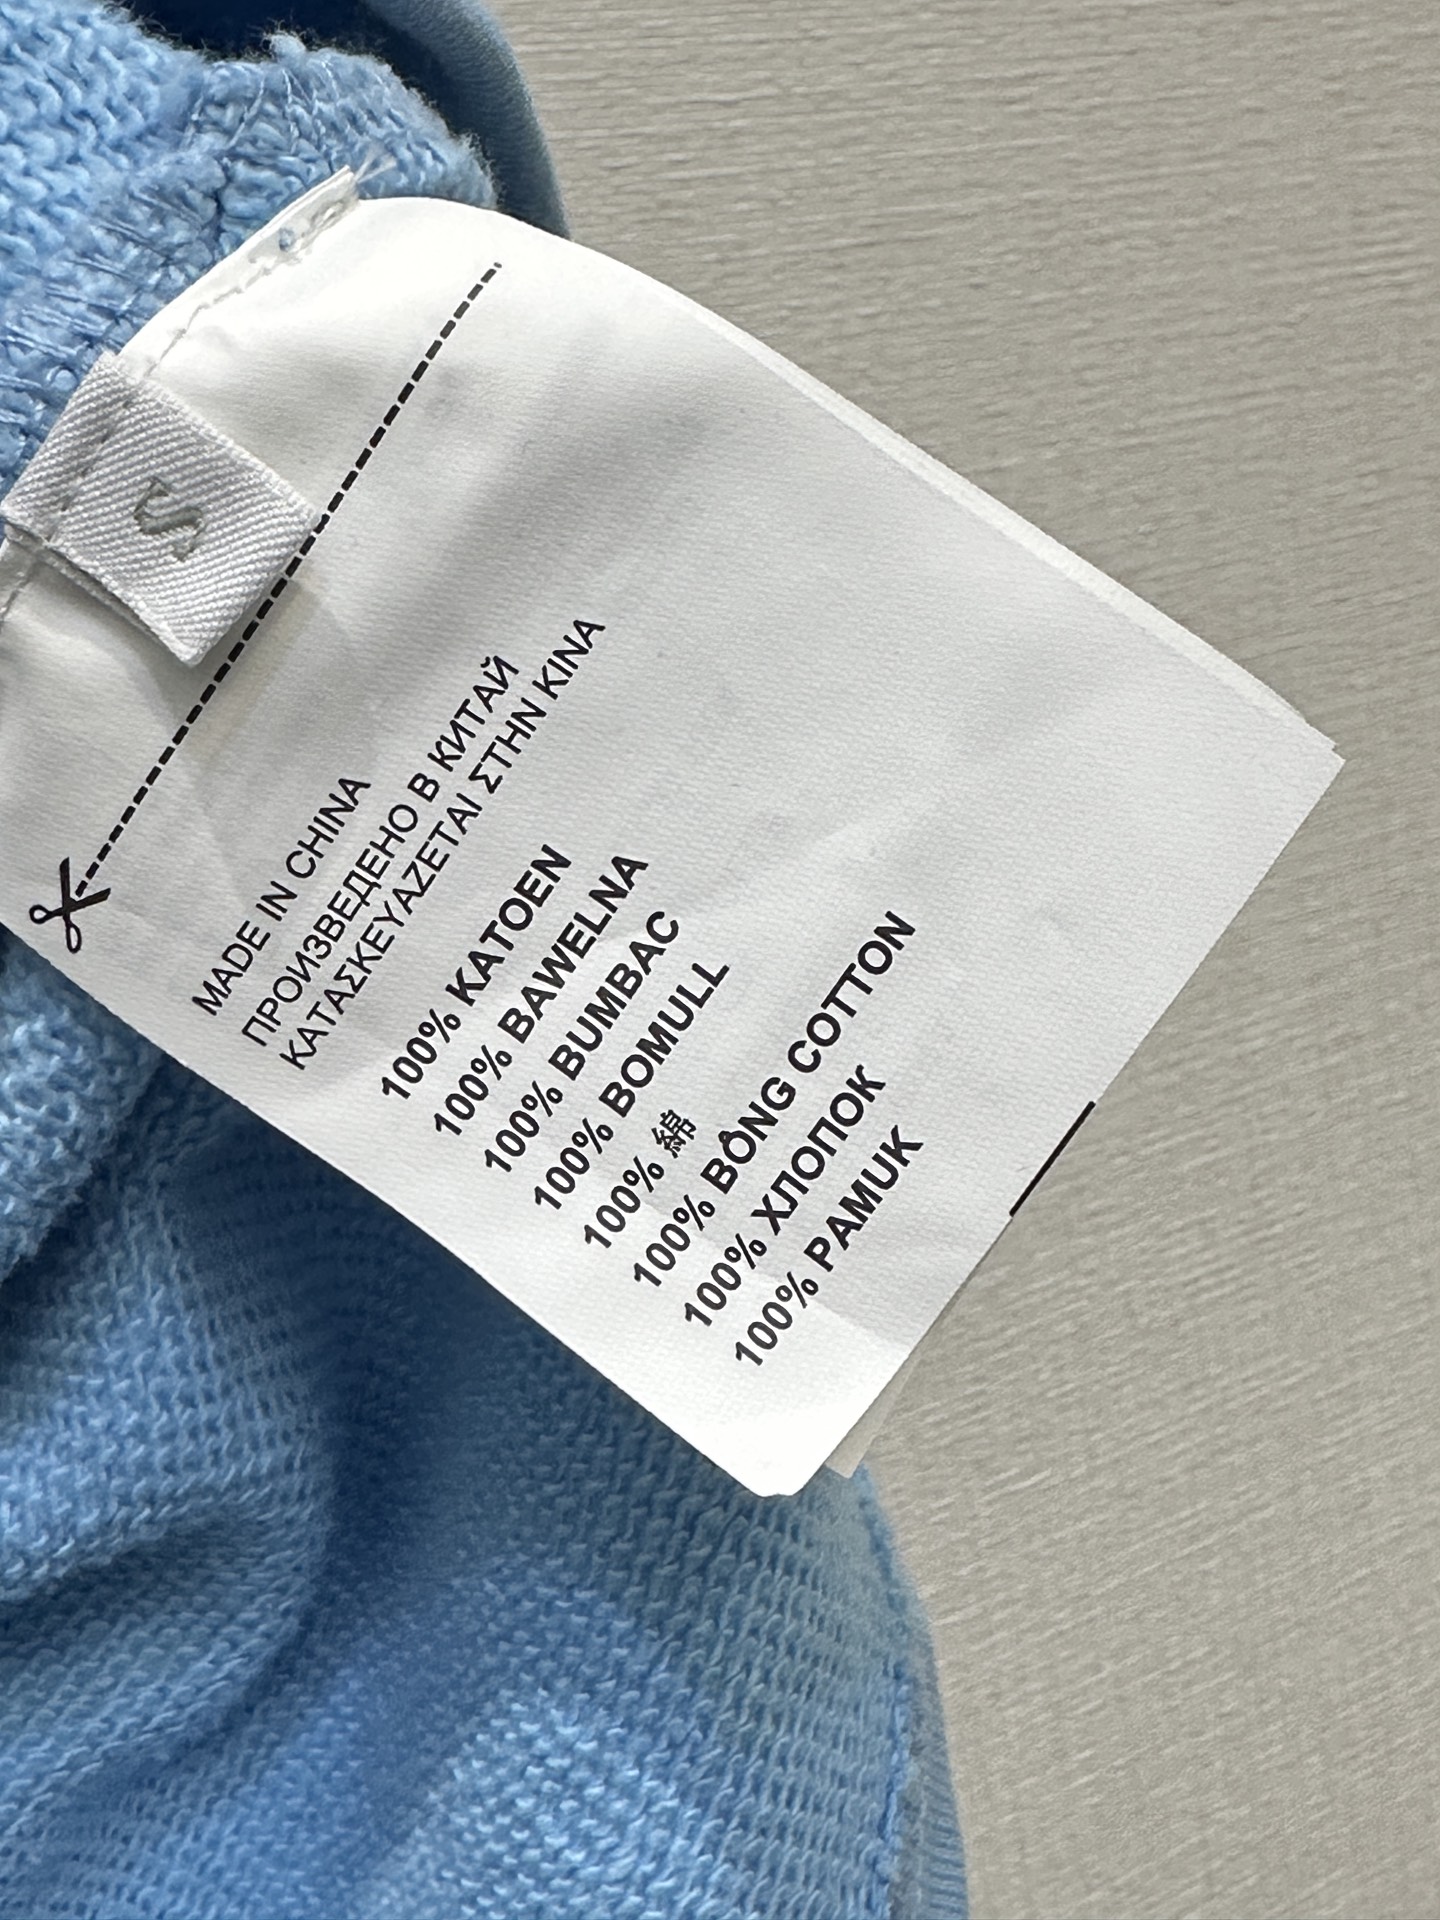 S
MADE IN CHINA
ПРОИЗВЕДЕНО В КИТАЙ
ΚΑΤΑΣΚΕΥΑΖΕΤΑΙ ΣΤΗΝ ΚΙΝΑ
100% KATOEN
100% BAWELNA
100% BUMBAC
100% BOMULL
100% 綿
100% BÔNG COTTON
100% ХЛОПОК
100% PAMUK